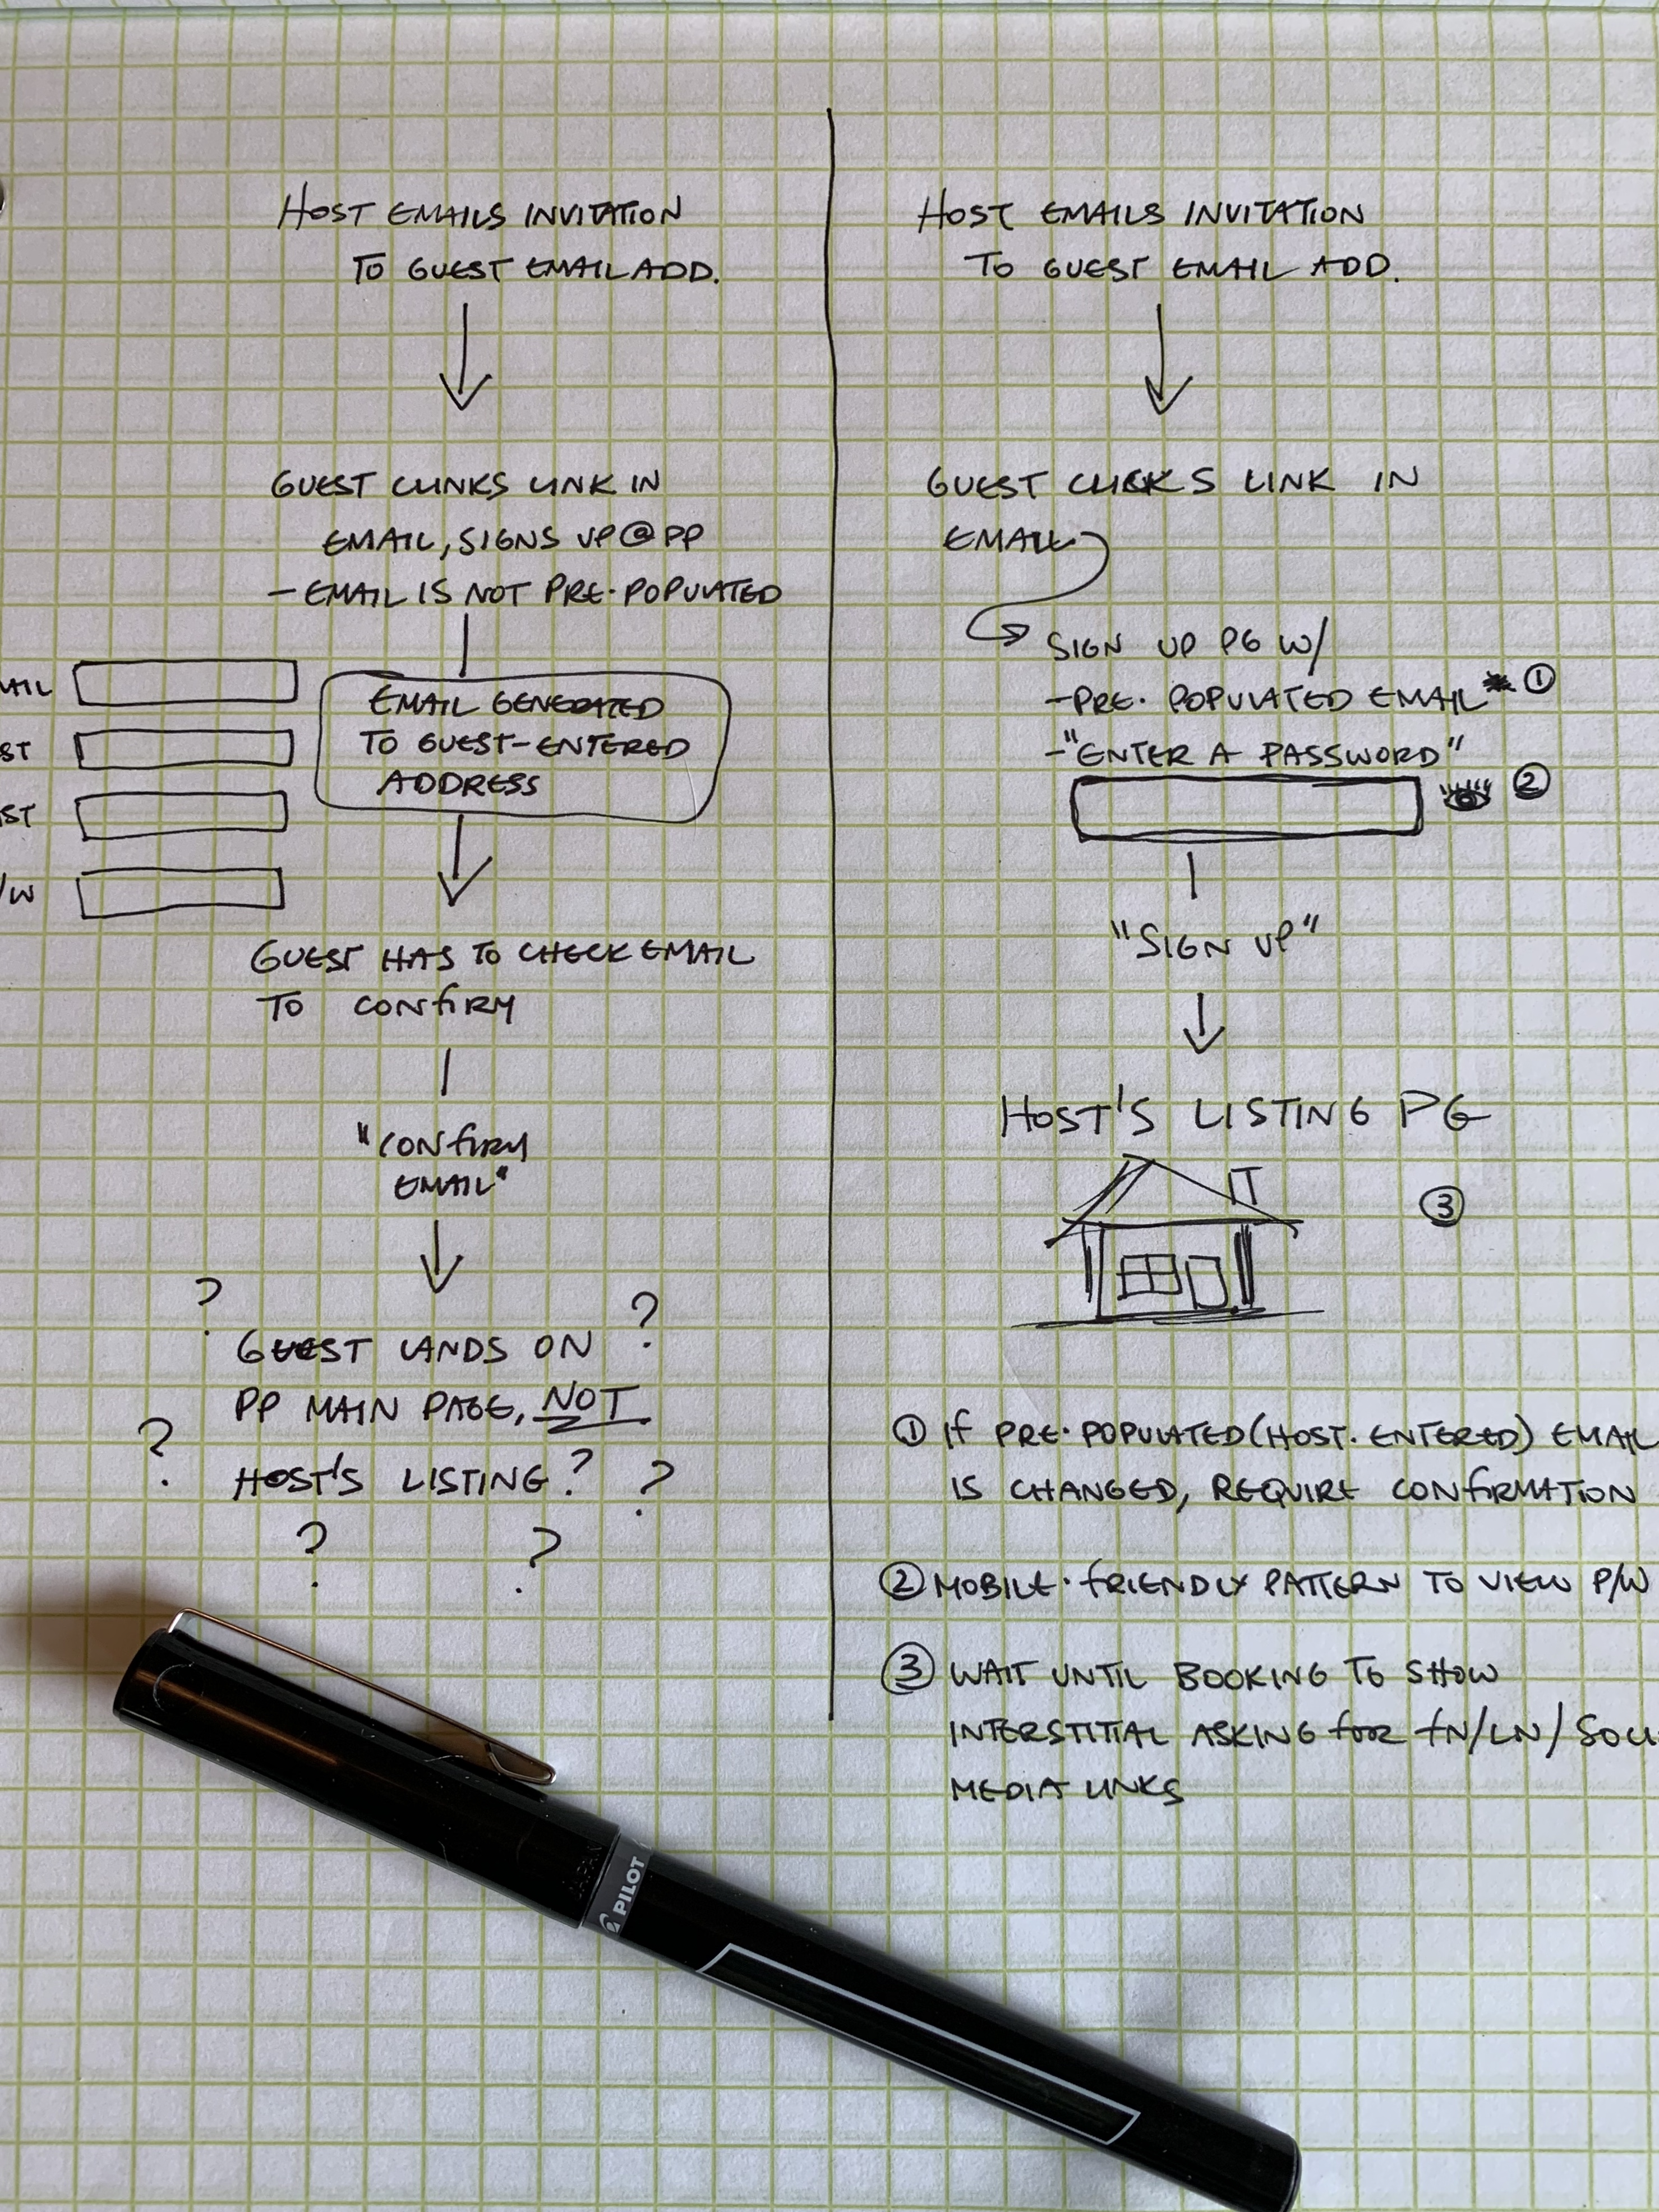 HOST EMAILS INVITATION
TO GUEST EMAIL ADD.
GUEST CLINKS LINK IN
EMAIL, SIGNS UP @ PP
- EMAIL IS NOT PRE-POPULATED
AIL
ST
ST
/W
EMAIL GENERATED
TO GUEST-ENTERED
ADDRESS
GUEST HAS TO CHECK EMAIL
TO CONFIRM
"CONFIRM
EMAIL"
? ?
GUEST LANDS ON
PP MAIN PAGE, NOT
?
HOST'S LISTING? ?
? ?
HOST EMAILS INVITATION
TO GUEST EMAIL ADD.
GUEST CLICKS LINK IN
EMAIL
SIGN UP PG W/
-PRE-POPULATED EMAIL* ①
-"ENTER A PASSWORD"
②
"SIGN UP"
HOST'S LISTING PG
③
① IF PRE-POPULATED (HOST-ENTERED) EMAIL
IS CHANGED, REQUIRE CONFIRMATION
② MOBILE-FRIENDLY PATTERN TO VIEW P/W
③ WAIT UNTIL BOOKING TO SHOW
INTERSTITIAL ASKING FOR FN/LN/SOCI
MEDIA LINKS
JAPAN
PILOT